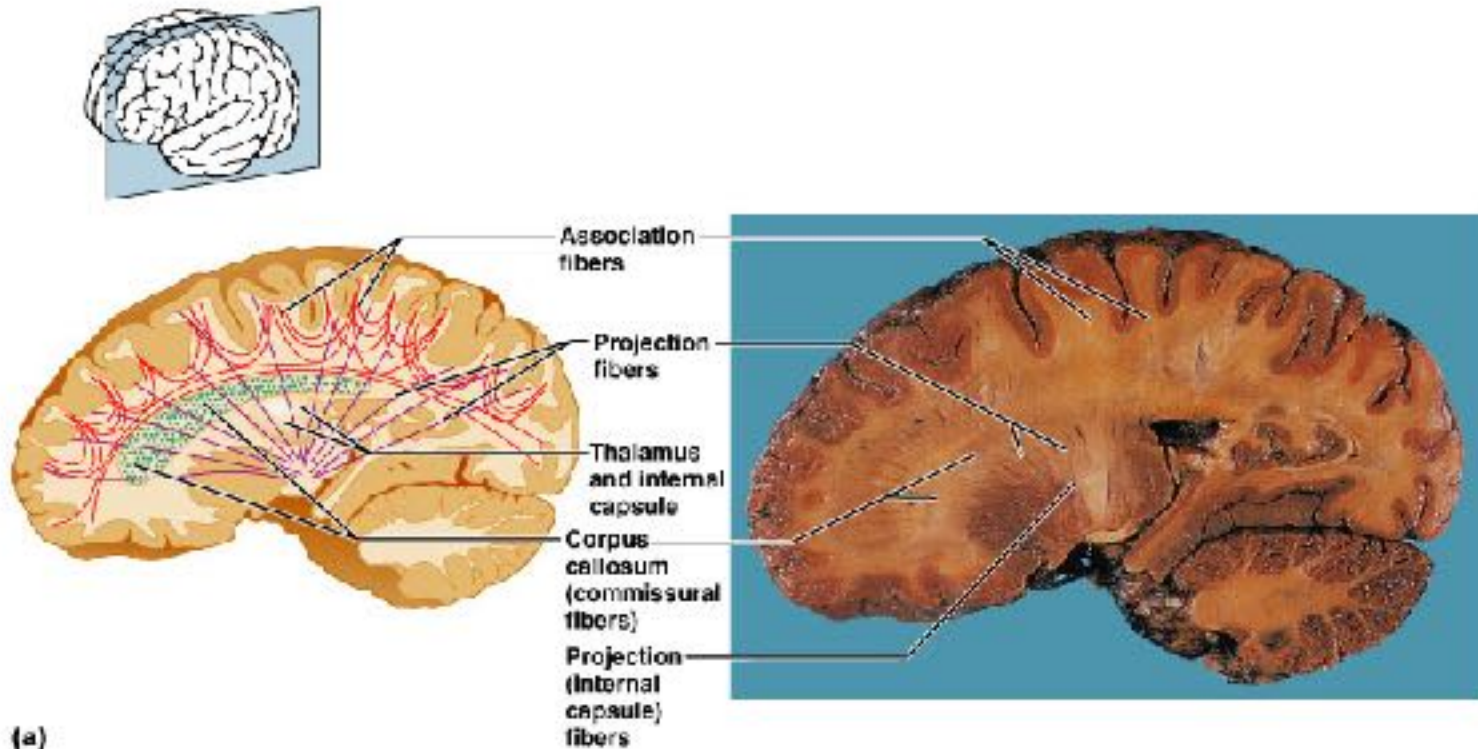 Association
fibers
Projection
fibers
Thalamus
and internal
capsule
Corpus
callosum
(commissural
fibers)
Projection
(internal
capsule)
fibers
(a)